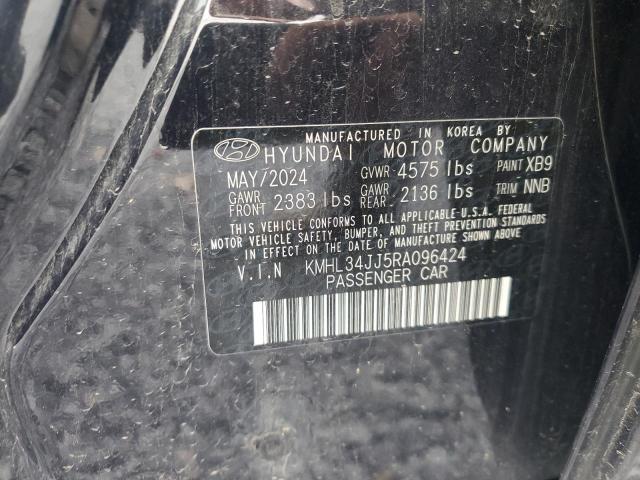 MANUFACTURED IN KOREA BY
HYUNDAI MOTOR COMPANY
MAY/2024 GVWR 4575 lbs PAINT XB9
GAWR FRONT 2383 lbs GAWR REAR 2136 lbs TRIM NNB
THIS VEHICLE CONFORMS TO ALL APPLICABLE U.S.A. FEDERAL
MOTOR VEHICLE SAFETY, BUMPER, AND THEFT PREVENTION STANDARDS
IN EFFECT ON THE DATE OF MANUFACTURE SHOWN ABOVE.
V.I.N KMHL34JJ5RA096424
PASSENGER CAR